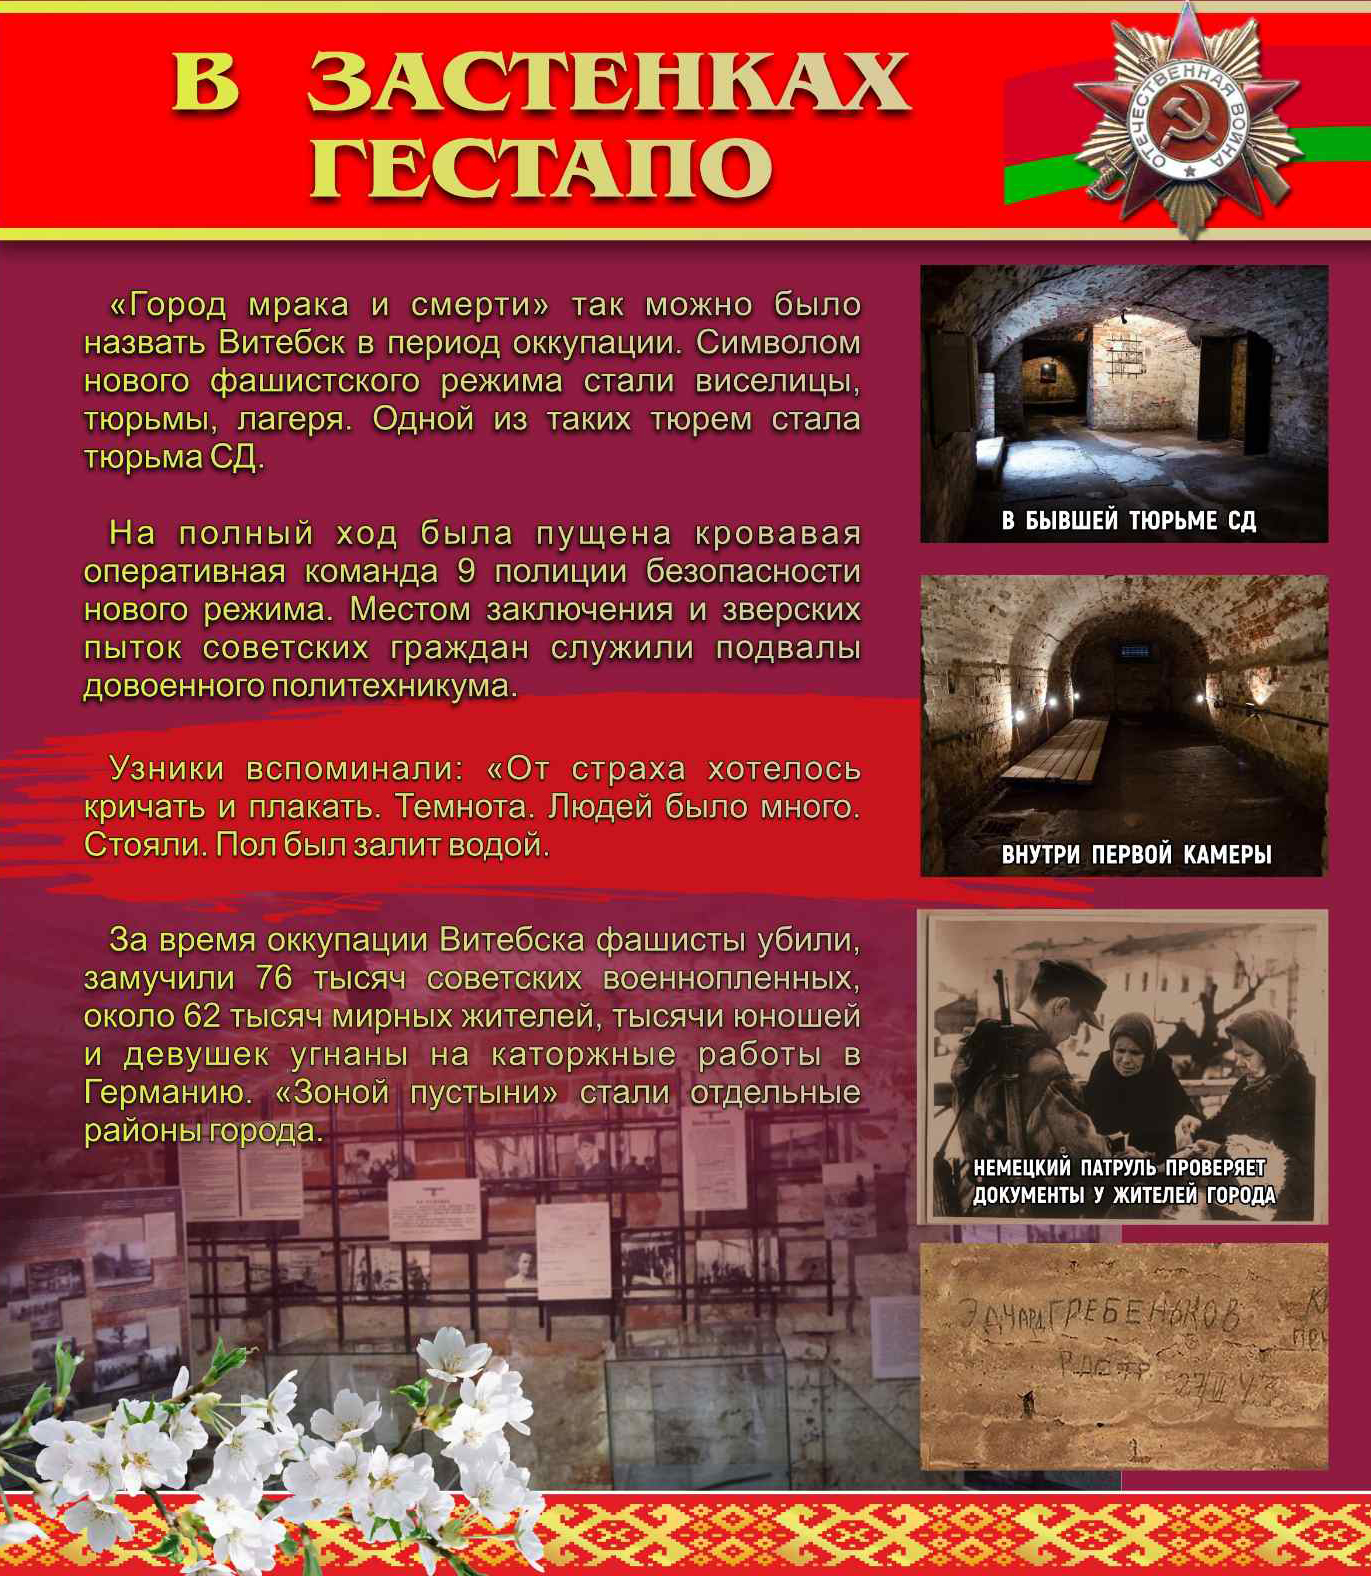 В ЗАСТЕНКАХ
ГЕСТАПО
ОТЕЧЕСТВЕННАЯ ВОЙНА
«Город мрака и смерти» так можно было
назвать Витебск в период оккупации. Символом
нового фашистского режима стали виселицы,
тюрьмы, лагеря. Одной из таких тюрем стала
тюрьма СД.
На полный ход была пущена кровавая
оперативная команда 9 полиции безопасности
нового режима. Местом заключения и зверских
пыток советских граждан служили подвалы
довоенного политехникума.
Узники вспоминали: «От страха хотелось
кричать и плакать. Темнота. Людей было много.
Стояли. Пол был залит водой.
За время оккупации Витебска фашисты убили,
замучили 76 тысяч советских военнопленных,
около 62 тысяч мирных жителей, тысячи юношей
и девушек угнаны на каторжные работы в
Германию. «Зоной пустыни» стали отдельные
районы города.
В БЫВШЕЙ ТЮРЬМЕ СД
ВНУТРИ ПЕРВОЙ КАМЕРЫ
НЕМЕЦКИЙ ПАТРУЛЬ ПРОВЕРЯЕТ
ДОКУМЕНТЫ У ЖИТЕЛЕЙ ГОРОДА
ЭДУАРД ГРЕБЕНЬКОВ